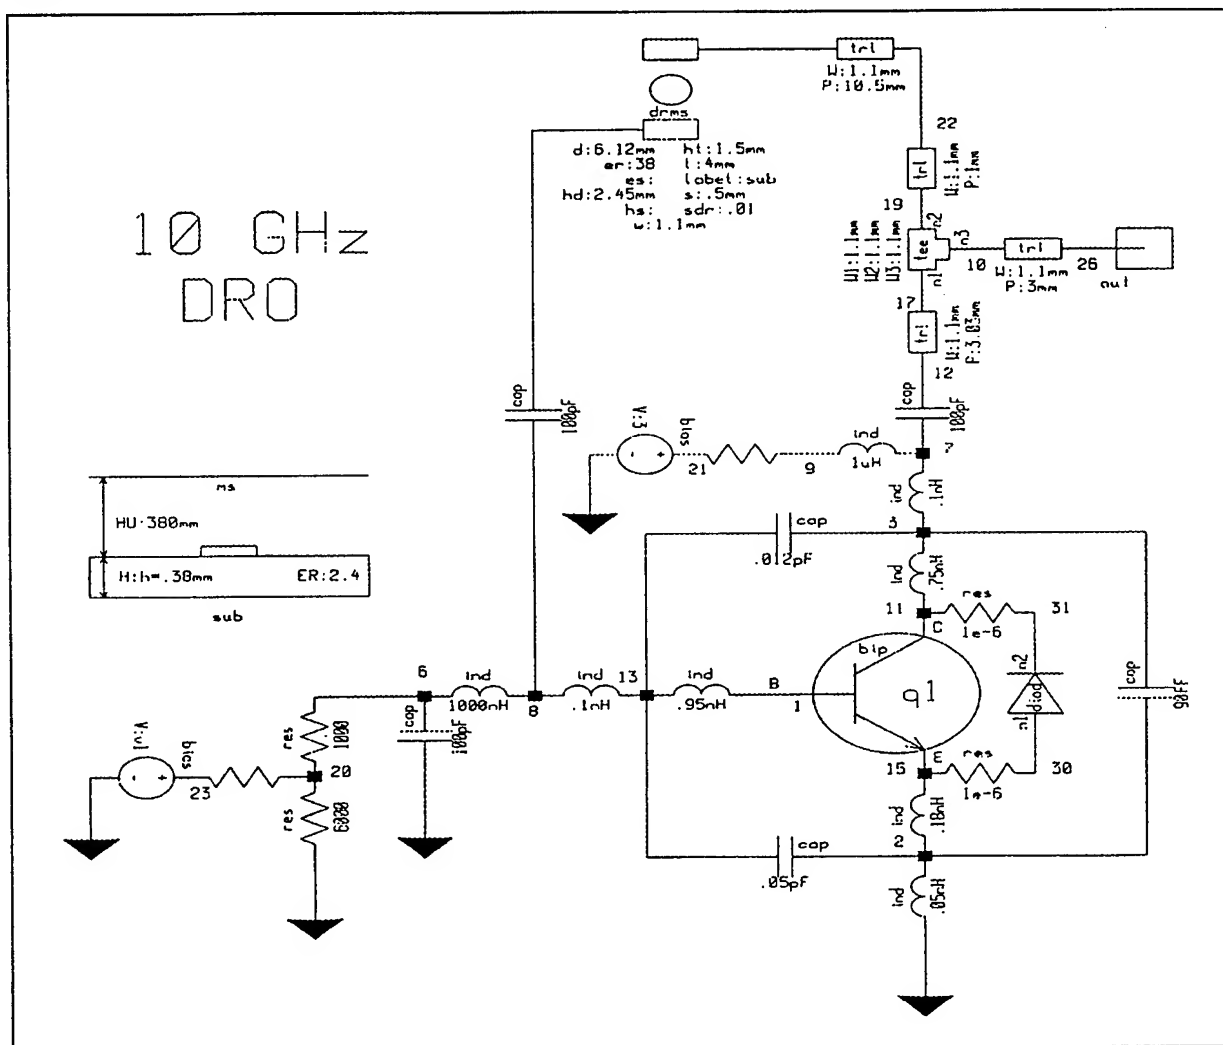 10 GHz
DRO
trl
W:1.1mm
P:10.5mm
22
drms
d:6.12mm ht:1.5mm
er:38 l:4mm
es: label:sub
hd:2.45mm s:.5mm
hs: sdr:.01
w:1.1mm
trl
W:1.1mm
P:1mm
19
n2
n3
tee
W1:1.1mm
W2:1.1mm
W3:1.1mm
n1
10
trl
W:1.1mm
P:3mm
26
out
17
trl
W:1.1mm
P:3.03mm
12
cap
100pF
cap
100pF
V:3
bias
21
9
ind
1uH
7
ind
.1nH
3
cap
.012pF
ind
.75nH
11
C
res
1e-6
31
ms
HU:380mm
H:h=.38mm ER:2.4
sub
bip
q1
n2
diod
n1
cap
90FF
6
ind
1000nH
8
ind
.1nH
13
ind
.95nH
B
1
cap
100pF
res
1000
V:v1
bias
23
20
res
6000
15
E
res
1e-6
30
ind
.18nH
2
cap
.05pF
ind
.05nH